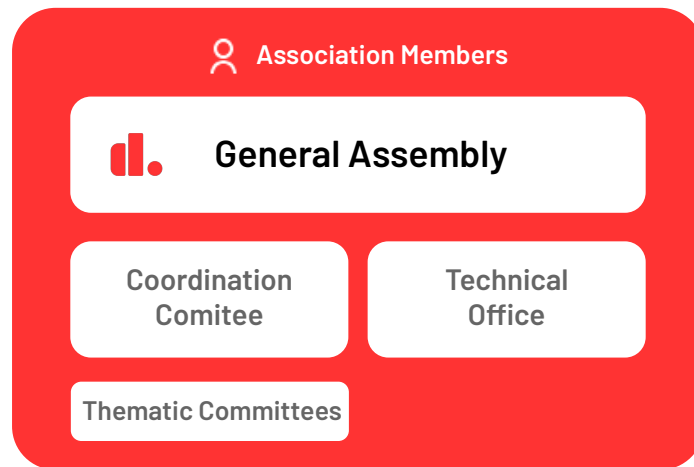 Association Members
General Assembly
Coordination
Comitee
Technical
Office
Thematic Committees